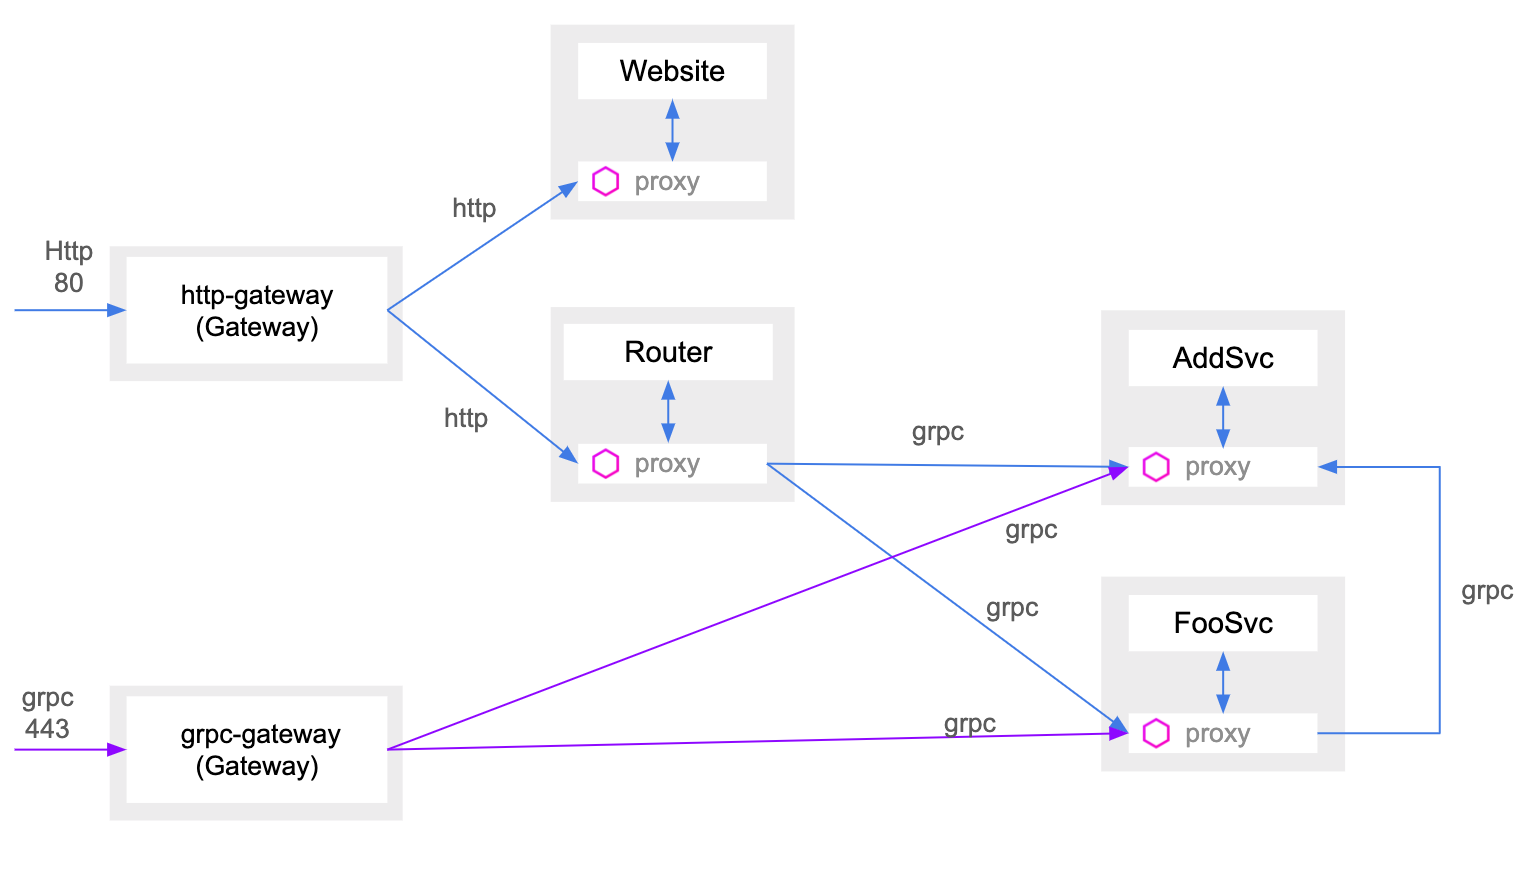 Website
proxy
http
Http
80
http-gateway
(Gateway)
http
Router
proxy
grpc
AddSvc
proxy
grpc
grpc
FooSvc
proxy
grpc
grpc
grpc
443
grpc-gateway
(Gateway)